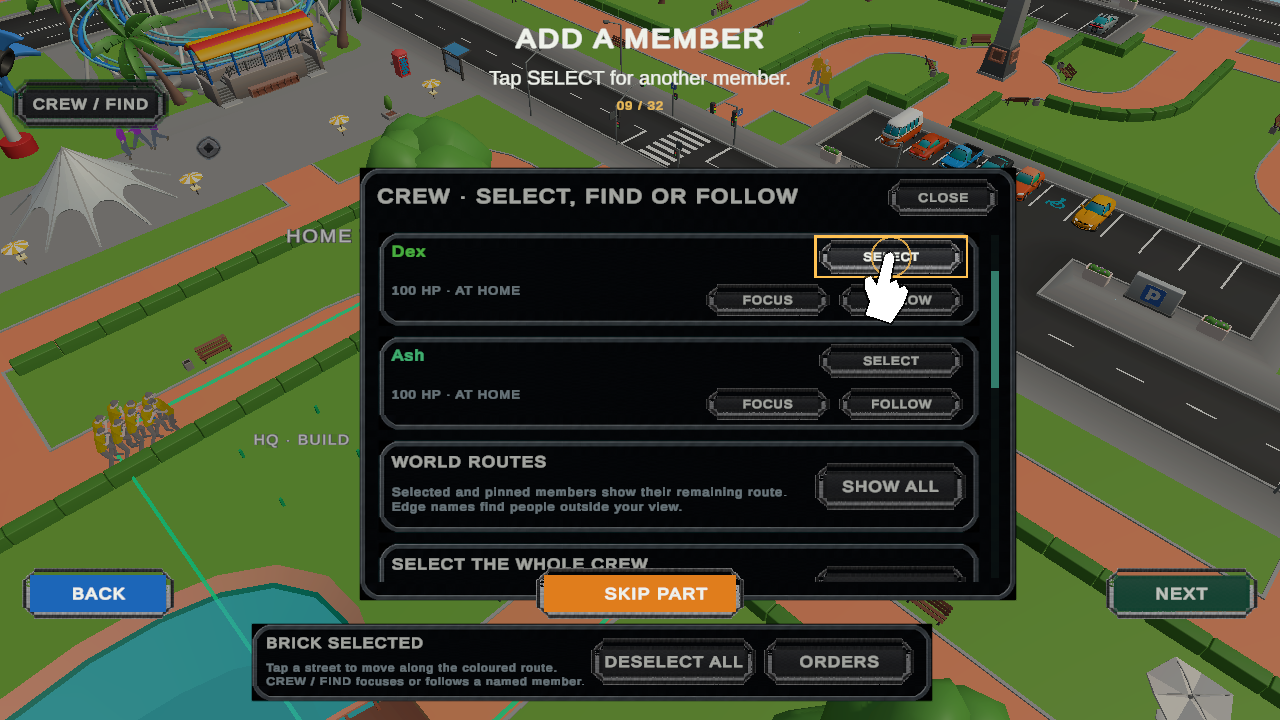 ADD A MEMBER
Tap SELECT for another member.
09 / 32
CREW / FIND
CREW · SELECT, FIND OR FOLLOW
CLOSE
HOME
Dex
SELECT
100 HP · AT HOME
FOCUS
Ash
SELECT
100 HP · AT HOME
FOCUS
FOLLOW
HQ · BUILD
WORLD ROUTES
Selected and pinned members show their remaining route.
Edge names find people outside your view.
SHOW ALL
SELECT THE WHOLE CREW
BACK
SKIP PART
NEXT
BRICK SELECTED
Tap a street to move along the coloured route.
CREW / FIND focuses or follows a named member.
DESELECT ALL
ORDERS
P